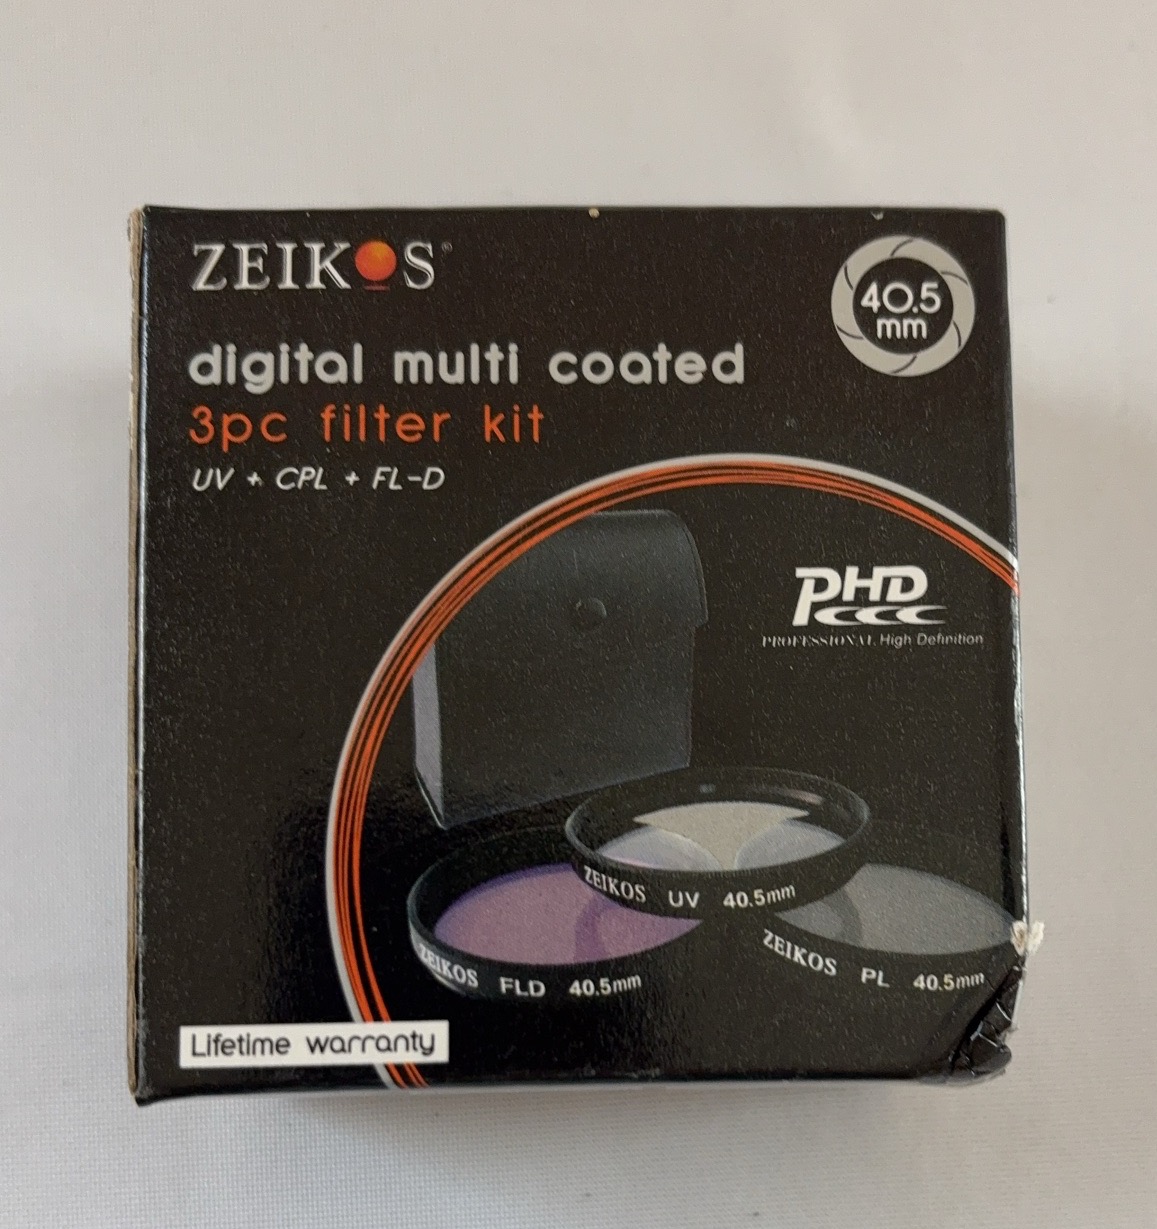 ZEIKOS®
40.5
mm
digital multi coated
3pc filter kit
UV + CPL + FL-D
PHD
PROFESSIONAL High Definition
ZEIKOS UV 40.5mm
ZEIKOS FLD 40.5mm
ZEIKOS PL 40.5mm
Lifetime warranty